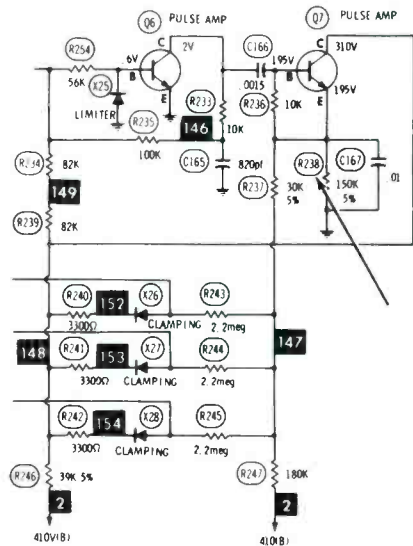 Q6 PULSE AMP
Q7 PULSE AMP
C 2V
C166
C 310V
R254
6V
195V
B
B
56K
X25
.0015
R236
E
E 195V
LIMITER
R233
10K
R235
146
10K
R234
82K
100K
C165
820pf
R237
R238
C167
149
30K
5%
150K
5%
.01
R239
82K
R240
152
X26
R243
3300Ω
CLAMPING
2.2meg
148
R241
153
X27
R244
147
3300Ω
CLAMPING
2.2meg
R242
154
X28
R245
3300Ω
CLAMPING
2.2meg
R246
39K 5%
R247
180K
2
2
410V(B)
410(B)